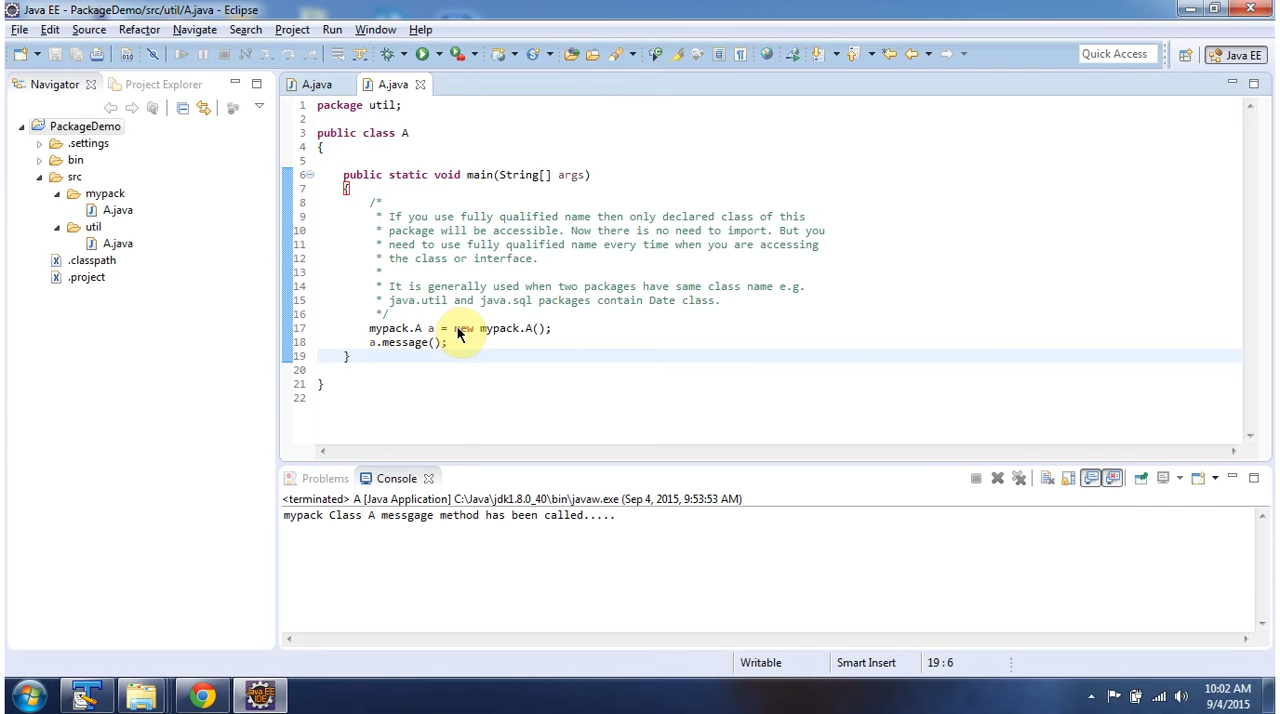 Java EE - PackageDemo/src/util/A.java - Eclipse
File Edit Source Refactor Navigate Search Project Run Window Help
Quick Access Java EE
Navigator Project Explorer
PackageDemo
.settings
bin
src
mypack
A.java
util
A.java
.classpath
.project
A.java A.java
1 package util;
2
3 public class A
4 {
5
6 public static void main(String[] args)
7 {
8 /*
9 * If you use fully qualified name then only declared class of this
10 * package will be accessible. Now there is no need to import. But you
11 * need to use fully qualified name every time when you are accessing
12 * the class or interface.
13 *
14 * It is generally used when two packages have same class name e.g.
15 * java.util and java.sql packages contain Date class.
16 */
17 mypack.A a = new mypack.A();
18 a.message();
19 }
20
21 }
22
Problems Console
<terminated> A [Java Application] C:\Java\jdk1.8.0_40\bin\javaw.exe (Sep 4, 2015, 9:53:53 AM)
mypack Class A messgage method has been called.....
Writable Smart Insert 19 : 6
Java EE
IDE
10:02 AM
9/4/2015